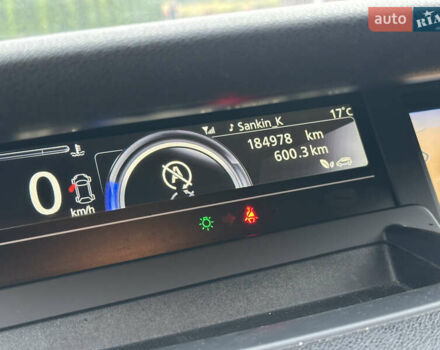 auto RIA
17°c
♪ Sankin_K
184978 km
600.3 km
0
km/h
A